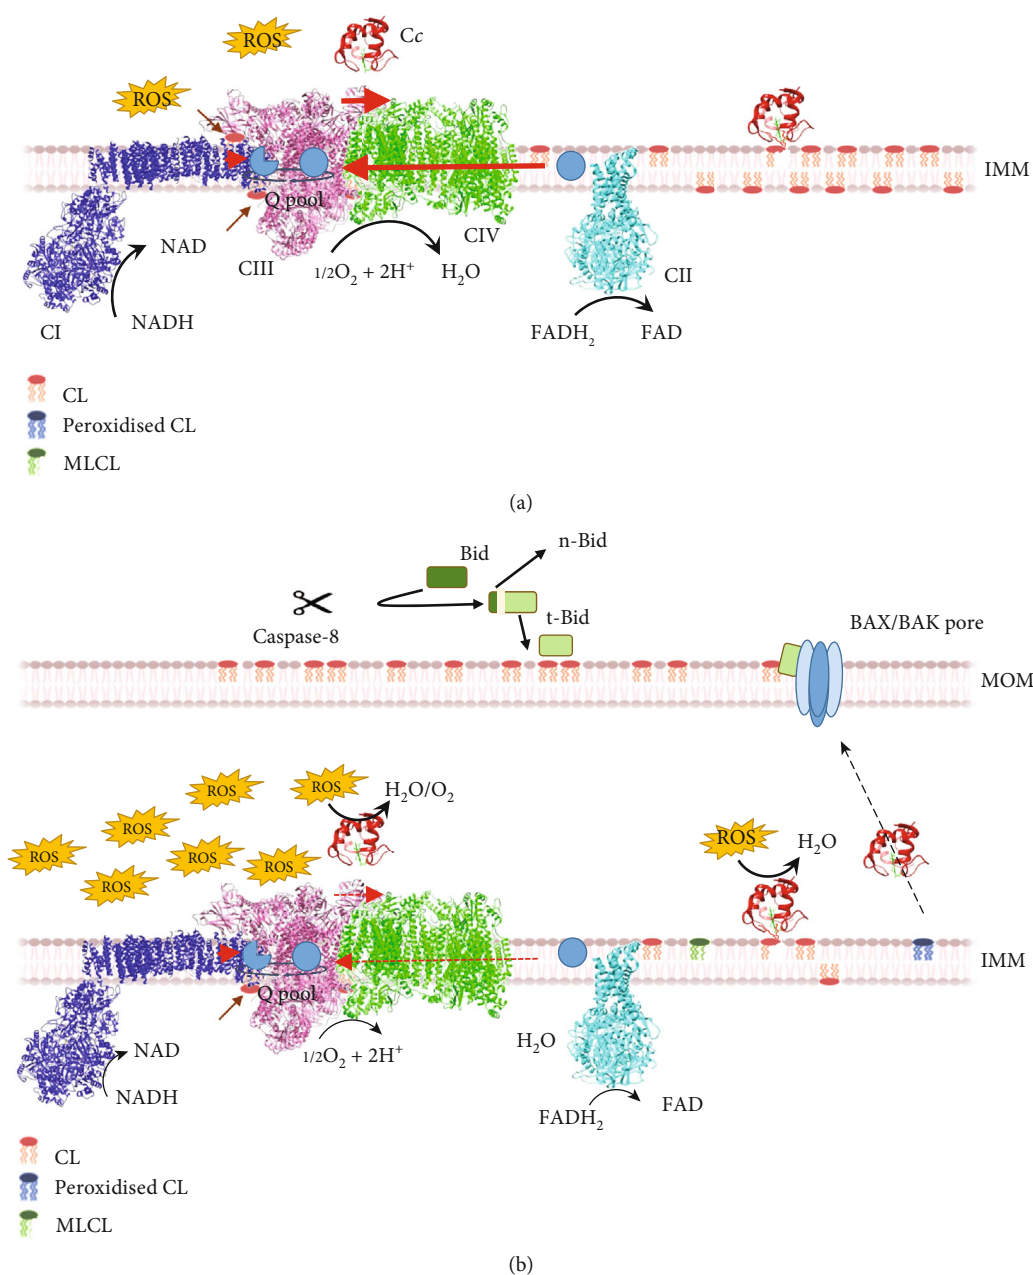 ROS
Cc
ROS
IMM
Q pool
NAD
CIII
CIV
1/2O₂ + 2H⁺
H₂O
CII
CI
NADH
FADH₂
FAD
CL
Peroxidised CL
MLCL
(a)
n-Bid
Bid
t-Bid
Caspase-8
BAX/BAK pore
MOM
ROS
ROS
H₂O/O₂
ROS
ROS
ROS
ROS
ROS
ROS
H₂O
IMM
Q pool
H₂O
1/2O₂ + 2H⁺
NAD
NADH
FADH₂
FAD
CL
Peroxidised CL
MLCL
(b)